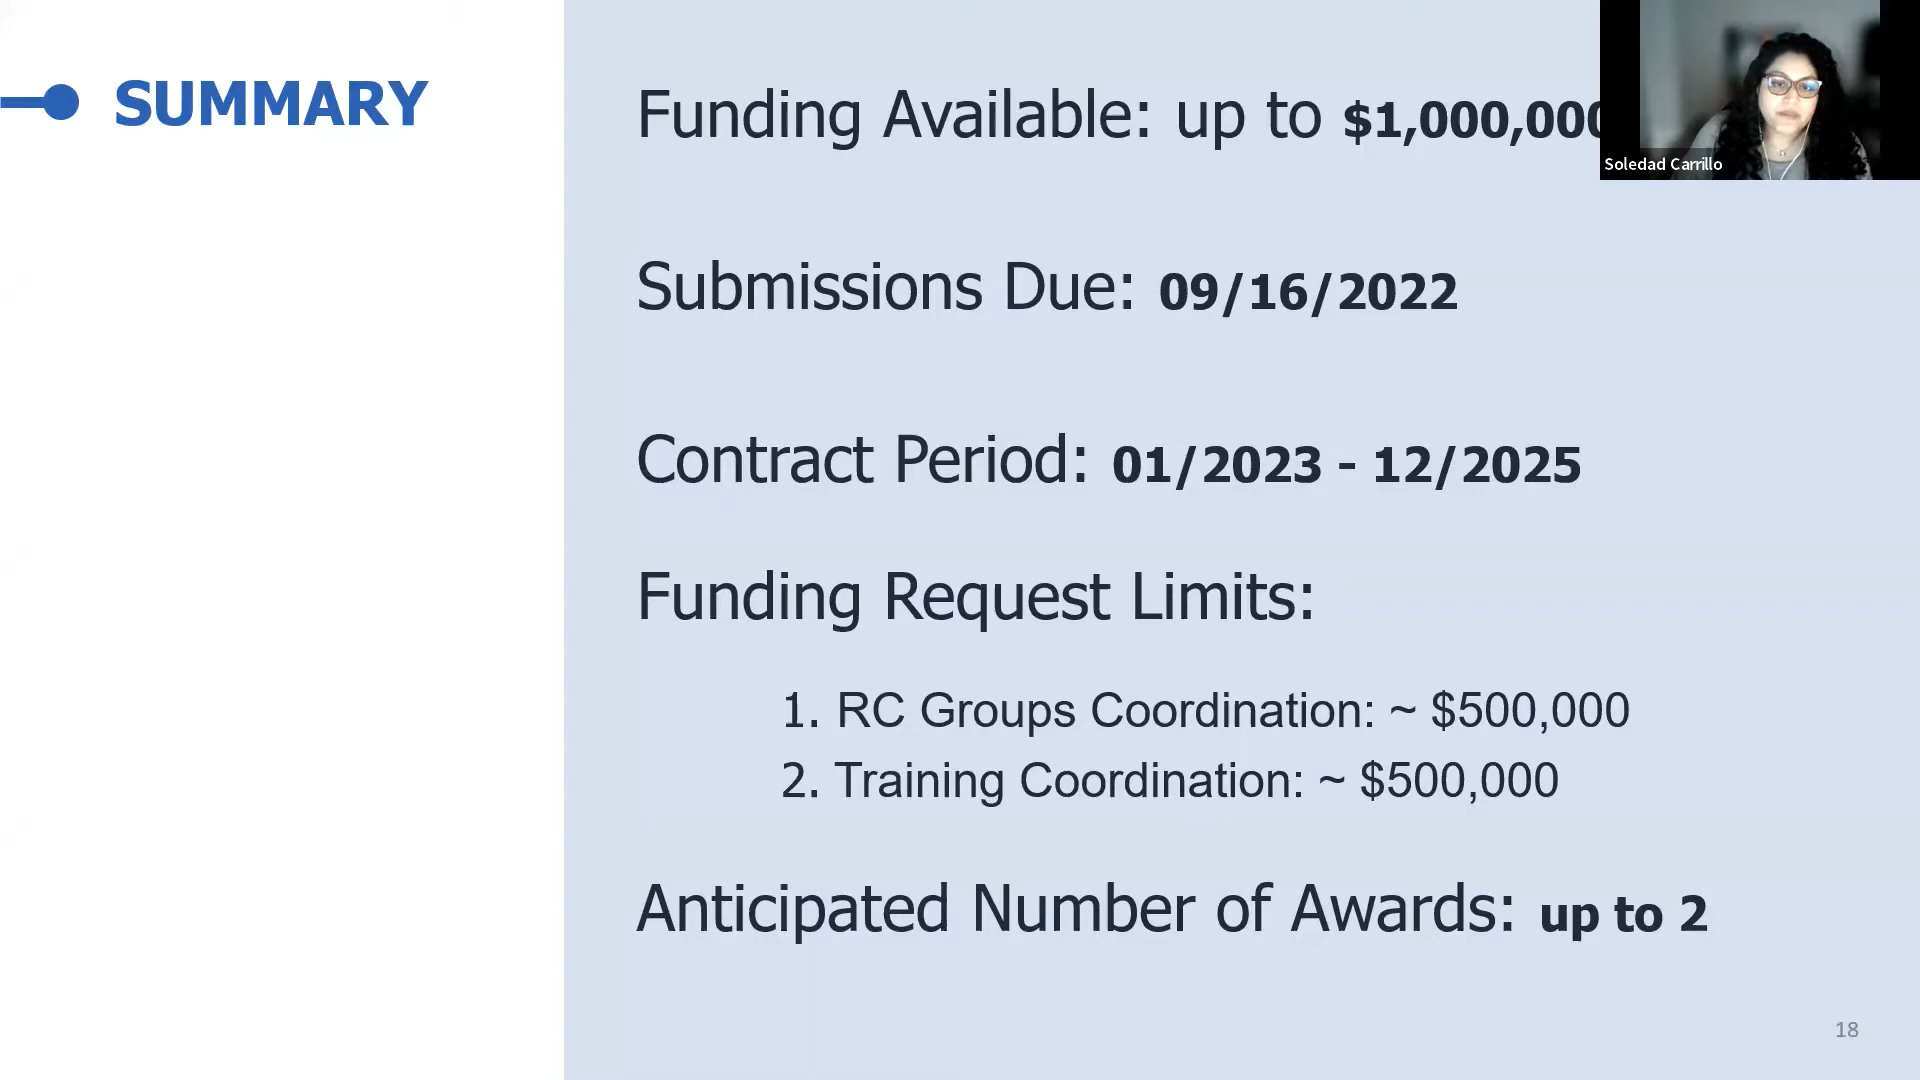 SUMMARY
Funding Available: up to $1,000,000
Soledad Carrillo
Submissions Due: 09/16/2022
Contract Period: 01/2023 - 12/2025
Funding Request Limits:
1. RC Groups Coordination: ~ $500,000
2. Training Coordination: ~ $500,000
Anticipated Number of Awards: up to 2
18